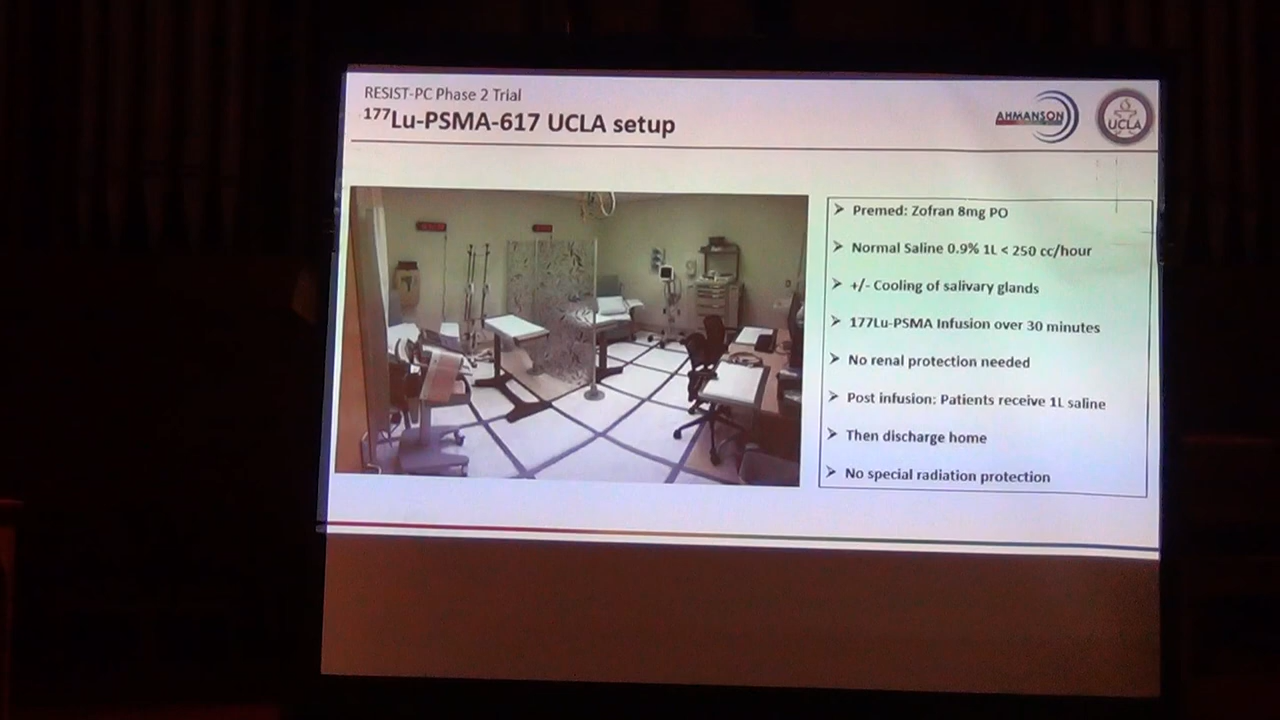 RESIST-PC Phase 2 Trial
¹⁷⁷Lu-PSMA-617 UCLA setup
AHMANSON
UCLA
➢ Premed: Zofran 8mg PO
➢ Normal Saline 0.9% 1L < 250 cc/hour
➢ +/- Cooling of salivary glands
➢ 177Lu-PSMA Infusion over 30 minutes
➢ No renal protection needed
➢ Post infusion: Patients receive 1L saline
➢ Then discharge home
➢ No special radiation protection